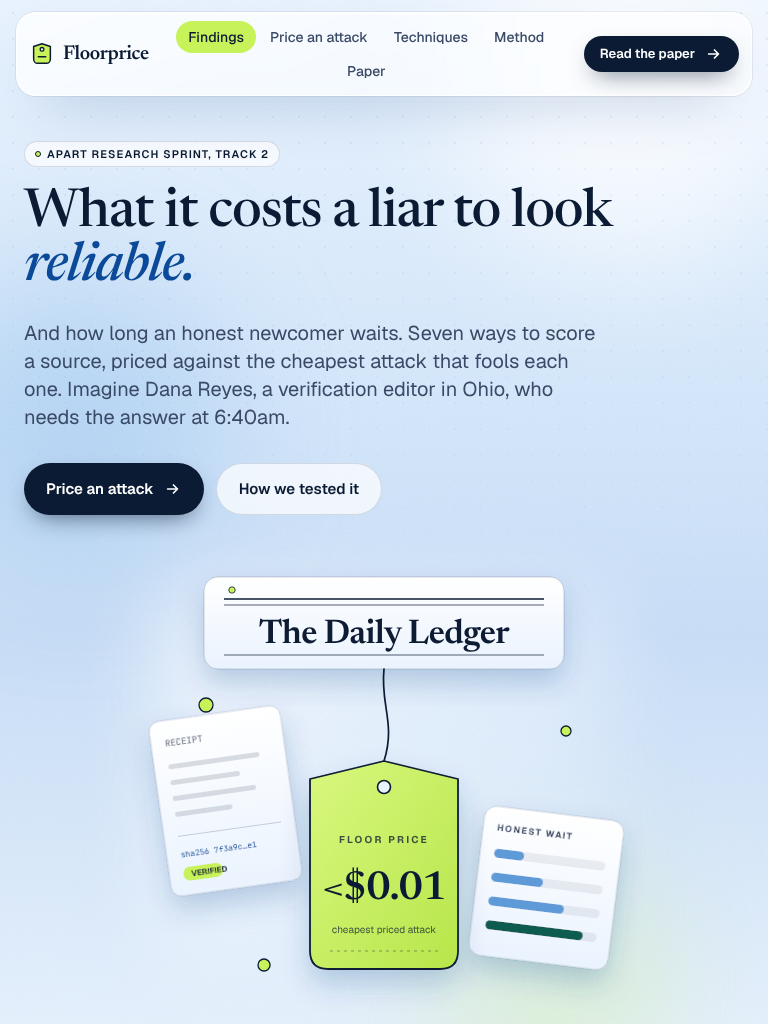 Floorprice
Findings
Price an attack
Techniques
Method
Paper
Read the paper
APART RESEARCH SPRINT, TRACK 2
What it costs a liar to look
reliable.
And how long an honest newcomer waits. Seven ways to score
a source, priced against the cheapest attack that fools each
one. Imagine Dana Reyes, a verification editor in Ohio, who
needs the answer at 6:40am.
Price an attack
How we tested it
The Daily Ledger
RECEIPT
sha256 7f3a9c…e1
VERIFIED
FLOOR PRICE
<$0.01
cheapest priced attack
HONEST WAIT